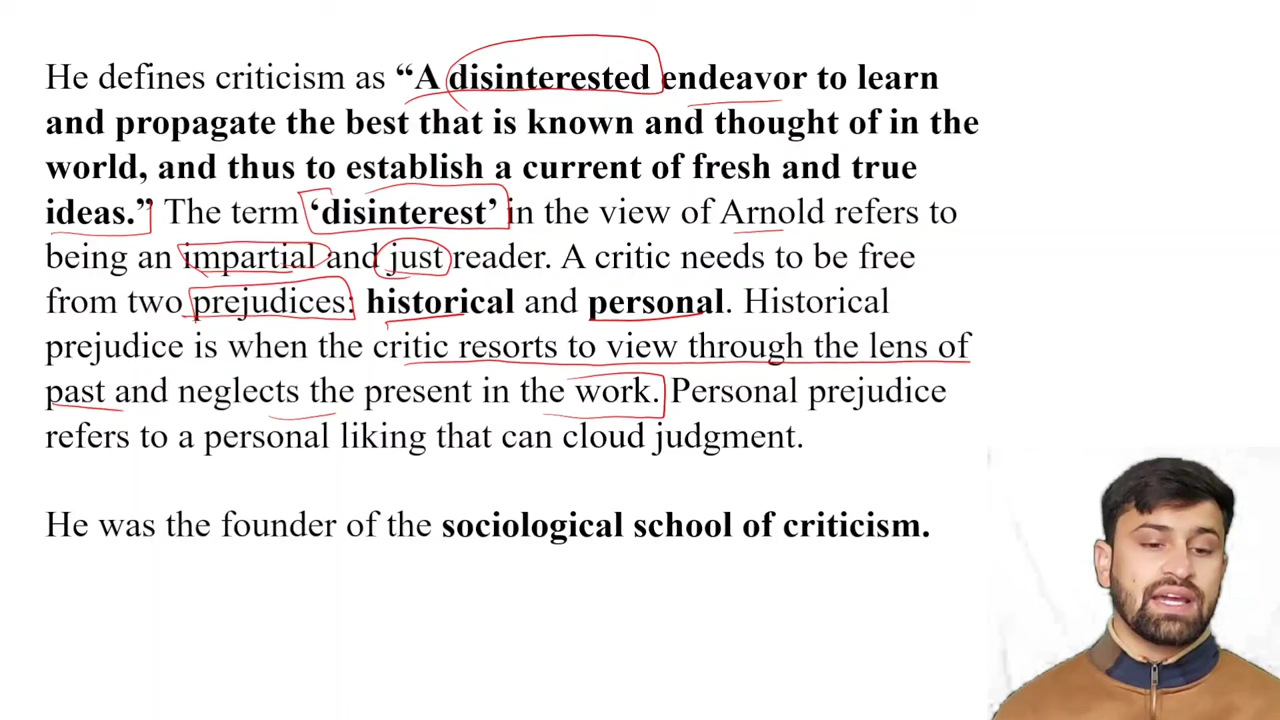 He defines criticism as “A disinterested endeavor to learn
and propagate the best that is known and thought of in the
world, and thus to establish a current of fresh and true
ideas.” The term ‘disinterest’ in the view of Arnold refers to
being an impartial and just reader. A critic needs to be free
from two prejudices: historical and personal. Historical
prejudice is when the critic resorts to view through the lens of
past and neglects the present in the work. Personal prejudice
refers to a personal liking that can cloud judgment.
He was the founder of the sociological school of criticism.